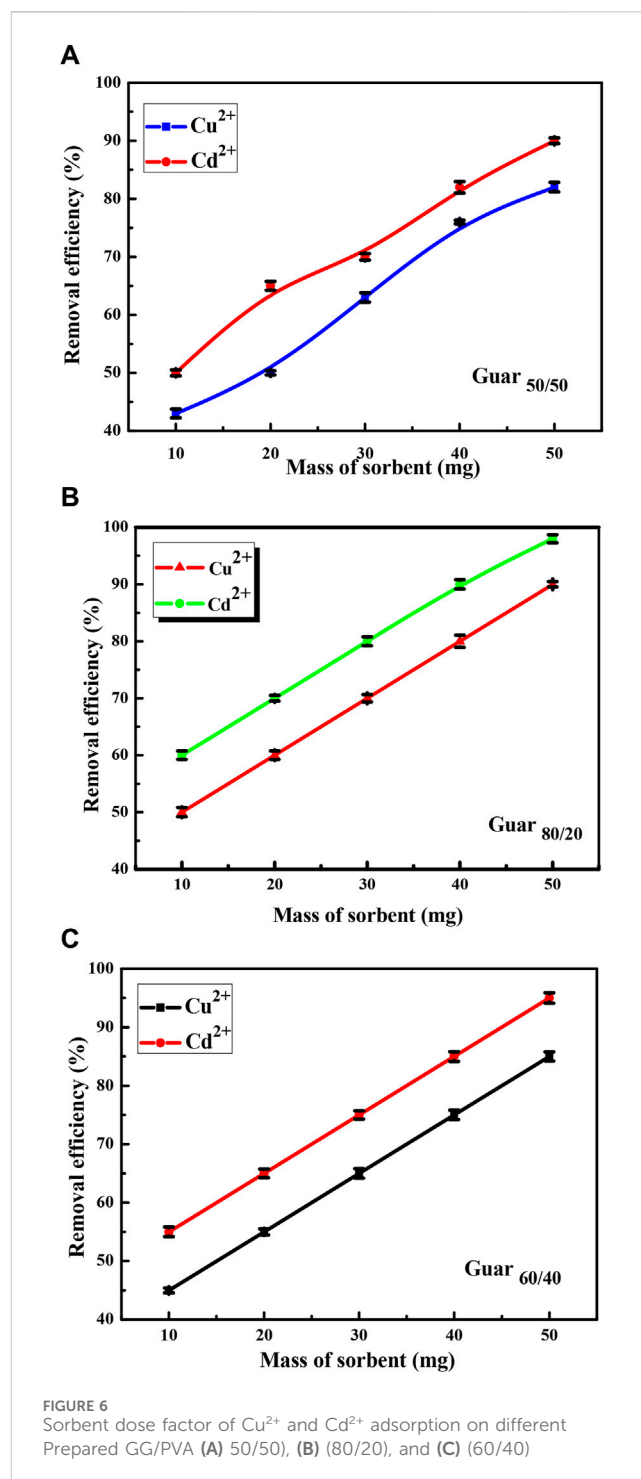 A
Cu2+
Cd2+
Removal efficiency (%)
90
80
70
60
50
40
Guar 50/50
10 20 30 40 50
Mass of sorbent (mg)
B
Cu2+
Cd2+
Removal efficiency (%)
100
90
80
70
60
50
40
Guar 80/20
10 20 30 40 50
Mass of sorbent (mg)
C
Cu2+
Cd2+
Removal efficiency (%)
100
90
80
70
60
50
40
Guar 60/40
10 20 30 40 50
Mass of sorbent (mg)
FIGURE 6
Sorbent dose factor of Cu2+ and Cd2+ adsorption on different
Prepared GG/PVA (A) 50/50), (B) (80/20), and (C) (60/40)